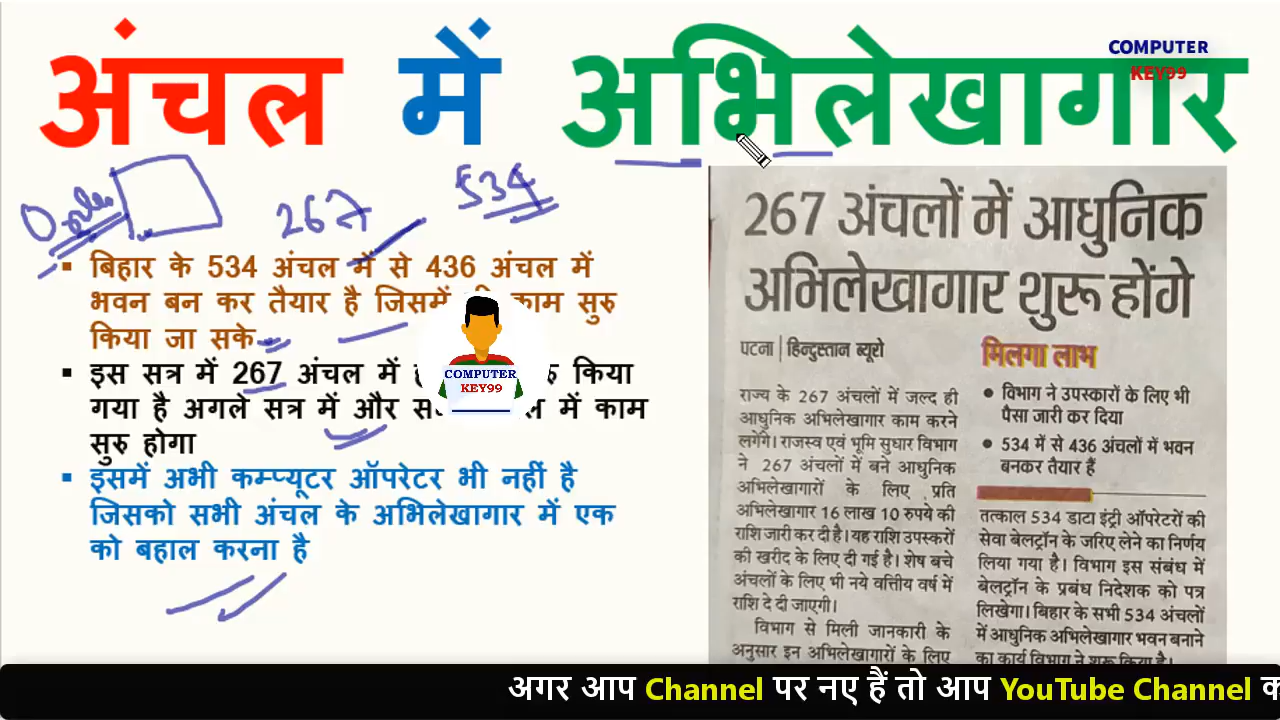 अंचल में अभिलेखागार
COMPUTER
KEY99
267
534
बिहार के 534 अंचल में से 436 अंचल में
भवन बन कर तैयार है जिसमें काम सुरु
किया जा सके
इस सत्र में 267 अंचल में किया
गया है अगले सत्र में और में काम
सुरु होगा
इसमें अभी कम्प्यूटर ऑपरेटर भी नहीं है
जिसको सभी अंचल के अभिलेखागार में एक
को बहाल करना है
COMPUTER
KEY99
267 अंचलों में आधुनिक
अभिलेखागार शुरू होंगे
पटना | हिन्दुस्तान ब्यूरो
राज्य के 267 अंचलों में जल्द ही
आधुनिक अभिलेखागार काम करने
लगेंगे। राजस्व एवं भूमि सुधार विभाग
ने 267 अंचलों में बने आधुनिक
अभिलेखागारों के लिए प्रति
अभिलेखागार 16 लाख 10 रुपये की
राशि जारी कर दी है। यह राशि उपस्करों
की खरीद के लिए दी गई है। शेष बचे
अंचलों के लिए भी नये वत्तीय वर्ष में
राशि दे दी जाएगी।
विभाग से मिली जानकारी के
अनुसार इन अभिलेखागारों के लिए
मिलगा लाभ
विभाग ने उपस्कारों के लिए भी
पैसा जारी कर दिया
534 में से 436 अंचलों में भवन
बनकर तैयार हैं
तत्काल 534 डाटा इंट्री ऑपरेटरों की
सेवा बेलट्रॉन के जरिए लेने का निर्णय
लिया गया है। विभाग इस संबंध में
बेलट्रॉन के प्रबंध निदेशक को पत्र
लिखेगा। बिहार के सभी 534 अंचलों
में आधुनिक अभिलेखागार भवन बनाने
का कार्य विभाग ने शुरू किया है।
अगर आप Channel पर नए हैं तो आप YouTube Channel